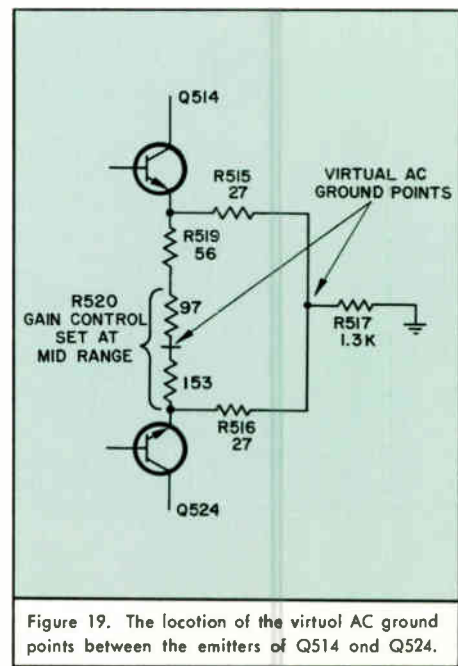 Q514
R515
27
VIRTUAL AC
GROUND POINTS
R519
56
R520
GAIN CONTROL
SET AT
MID RANGE
97
153
R517
1.3K
R516
27
Q524
Figure 19. The locotion of the virtuol AC ground
points between the emitters of Q514 ond Q524.